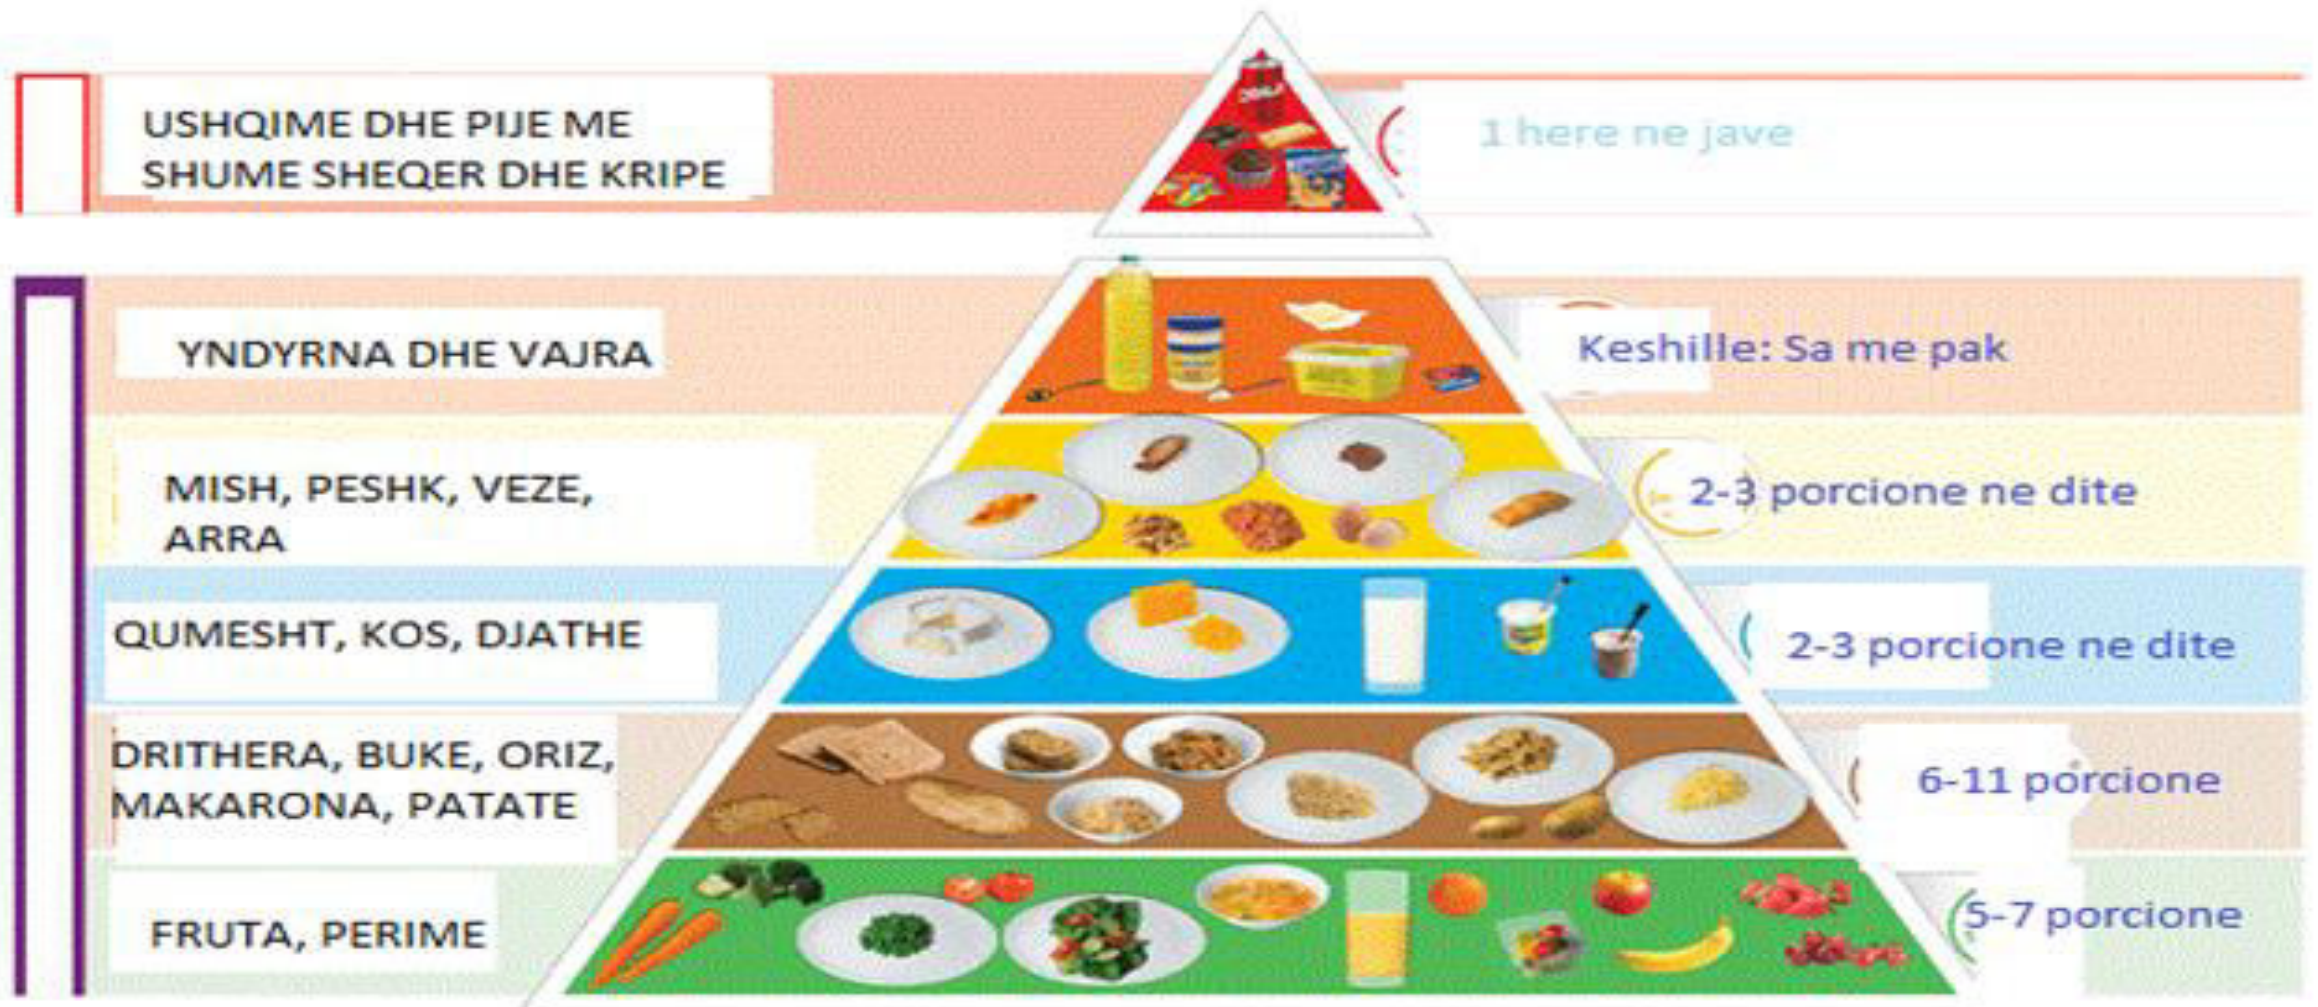 USHQIME DHE PIJE ME
SHUME SHEQER DHE KRIPE
1 here ne jave
YNDYRNA DHE VAJRA
Keshille: Sa me pak
MISH, PESHK, VEZE,
ARRA
2-3 porcione ne dite
QUMESHT, KOS, DJATHE
2-3 porcione ne dite
DRITHERA, BUKE, ORIZ,
MAKARONA, PATATE
6-11 porcione
FRUTA, PERIME
5-7 porcione